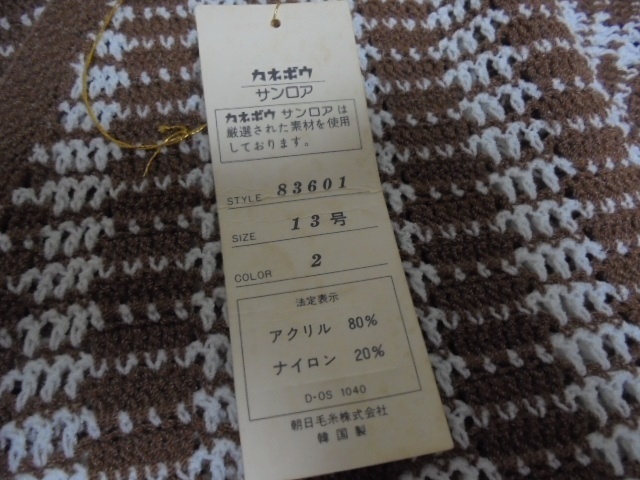 カネボウ
サンロア
カネボウ サンロアは
厳選された素材を使用
しております。
STYLE 83601
SIZE 13号
COLOR 2
法定表示
アクリル 80%
ナイロン 20%
D-OS 1040
朝日毛糸株式会社
韓国製